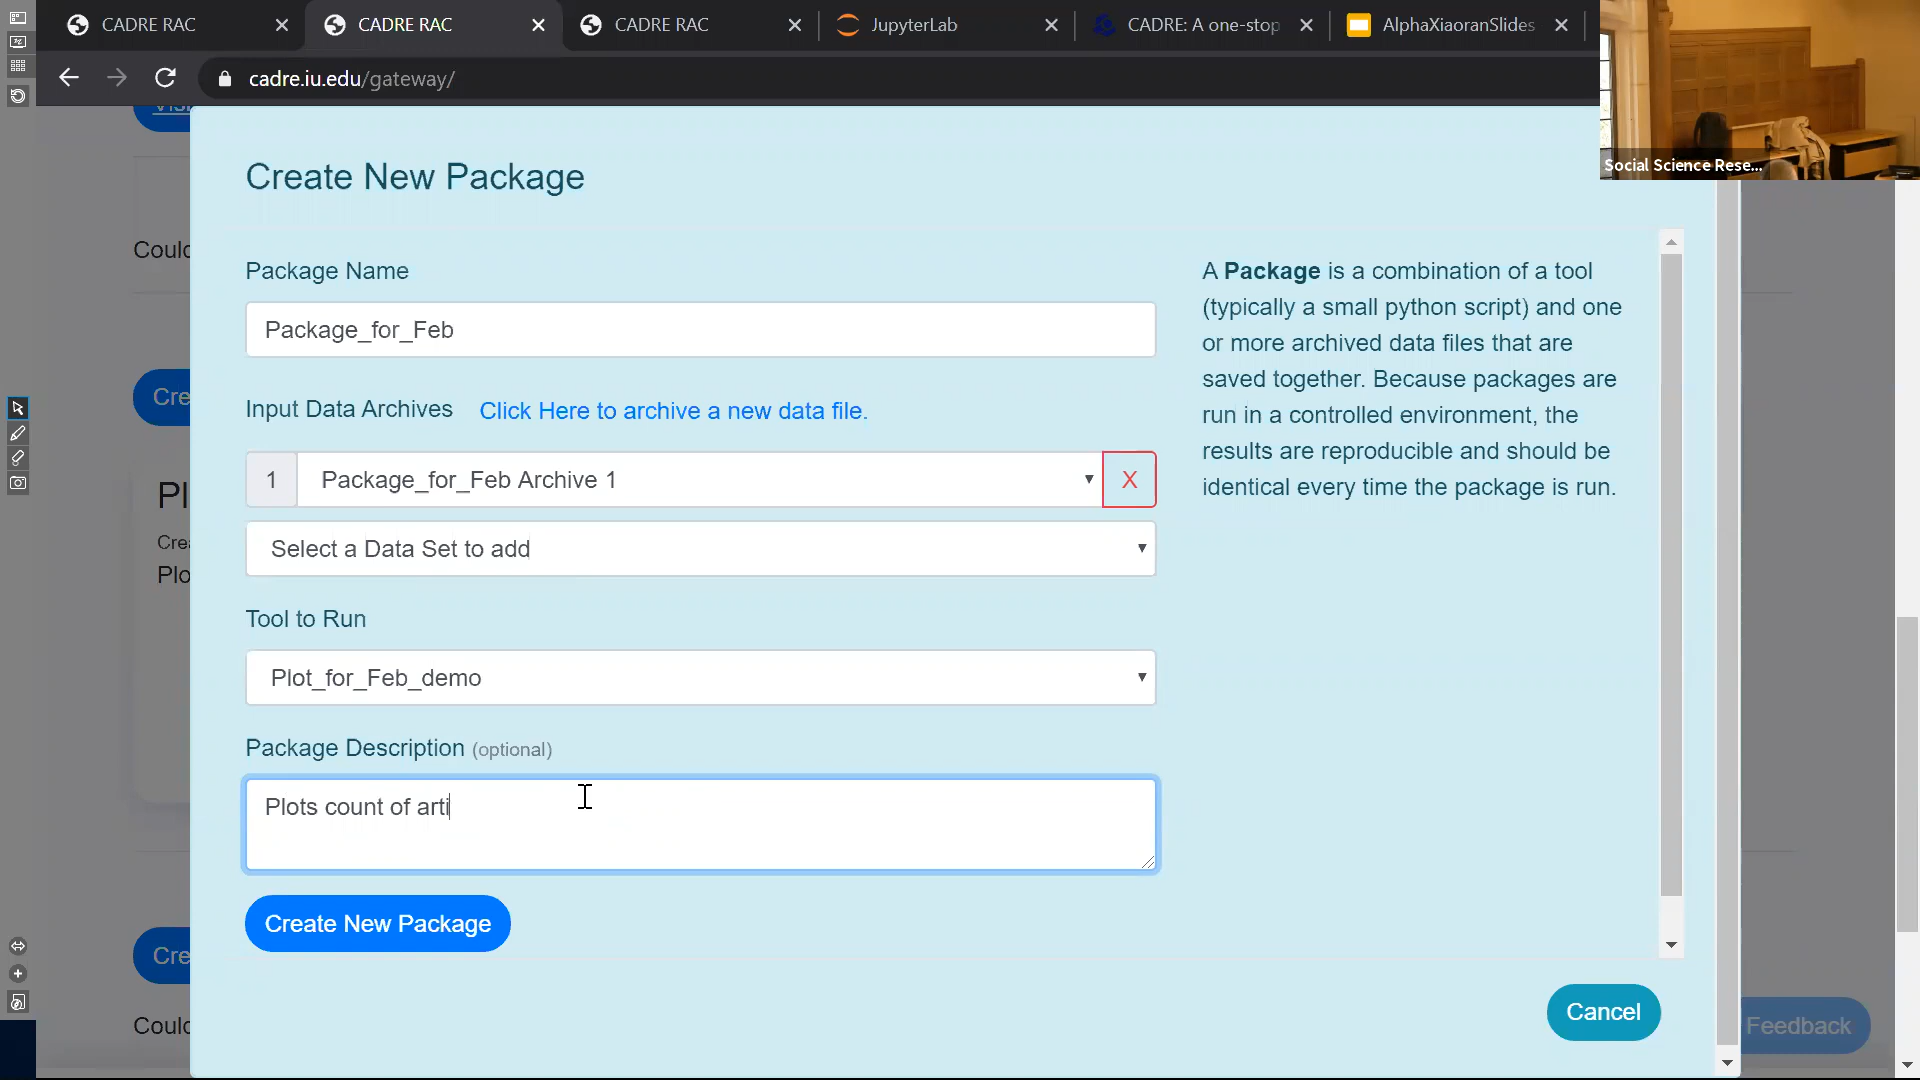 CADRE RAC
CADRE RAC
CADRE RAC
JupyterLab
CADRE: A one-stop
AlphaXiaoranSlides
cadre.iu.edu/gateway/
Social Science Rese...
Create New Package
Package Name
Package_for_Feb
Input Data Archives Click Here to archive a new data file.
1 Package_for_Feb Archive 1 X
Select a Data Set to add
Tool to Run
Plot_for_Feb_demo
Package Description (optional)
Plots count of arti
Create New Package
A Package is a combination of a tool
(typically a small python script) and one
or more archived data files that are
saved together. Because packages are
run in a controlled environment, the
results are reproducible and should be
identical every time the package is run.
Cancel
Feedback
Could
Cre
Pl
Crea
Plo
Cre
Could